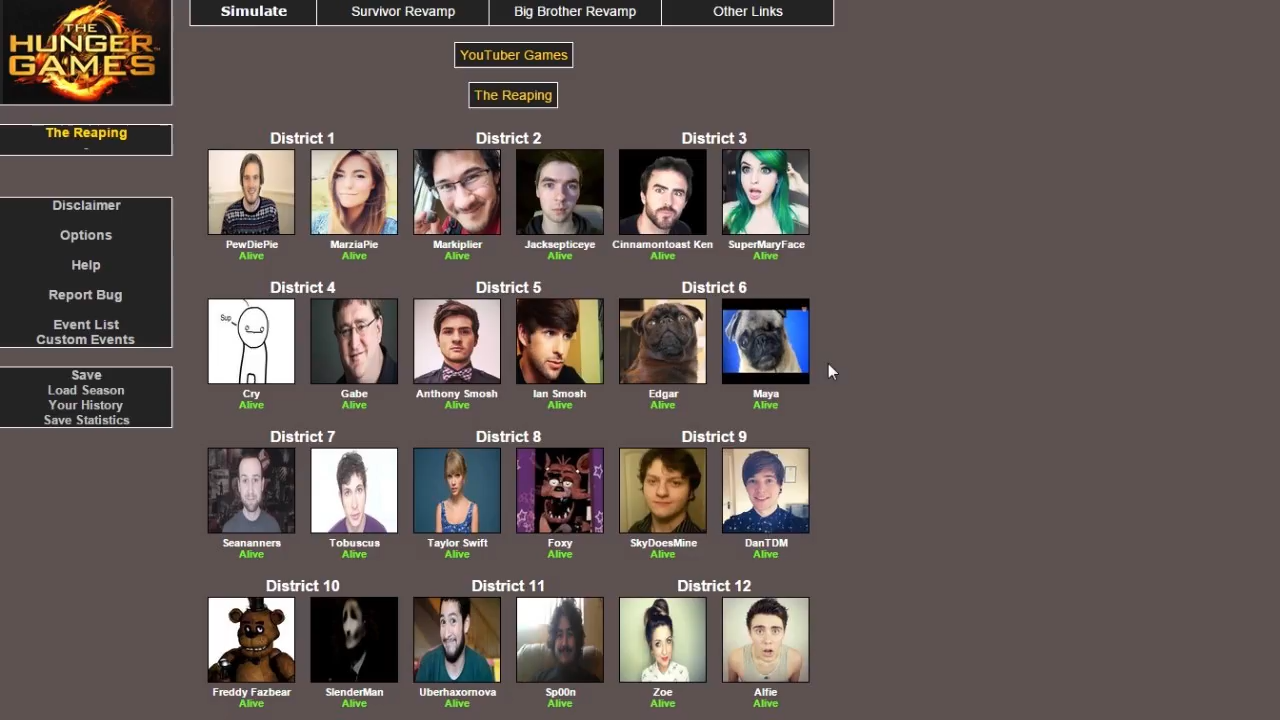 Simulate
Survivor Revamp
Big Brother Revamp
Other Links
THE
HUNGER
GAMES
YouTuber Games
The Reaping
The Reaping
-
Disclaimer
Options
Help
Report Bug
Event List
Custom Events
Save
Load Season
Your History
Save Statistics
District 1 District 2 District 3
PewDiePie MarziaPie Markiplier Jacksepticeye Cinnamontoast Ken SuperMaryFace
Alive Alive Alive Alive Alive Alive
District 4 District 5 District 6
Sup
Cry Gabe Anthony Smosh Ian Smosh Edgar Maya
Alive Alive Alive Alive Alive Alive
District 7 District 8 District 9
Seananners Tobuscus Taylor Swift Foxy SkyDoesMine DanTDM
Alive Alive Alive Alive Alive Alive
District 10 District 11 District 12
Freddy Fazbear SlenderMan Uberhaxornova Sp00n Zoe Alfie
Alive Alive Alive Alive Alive Alive